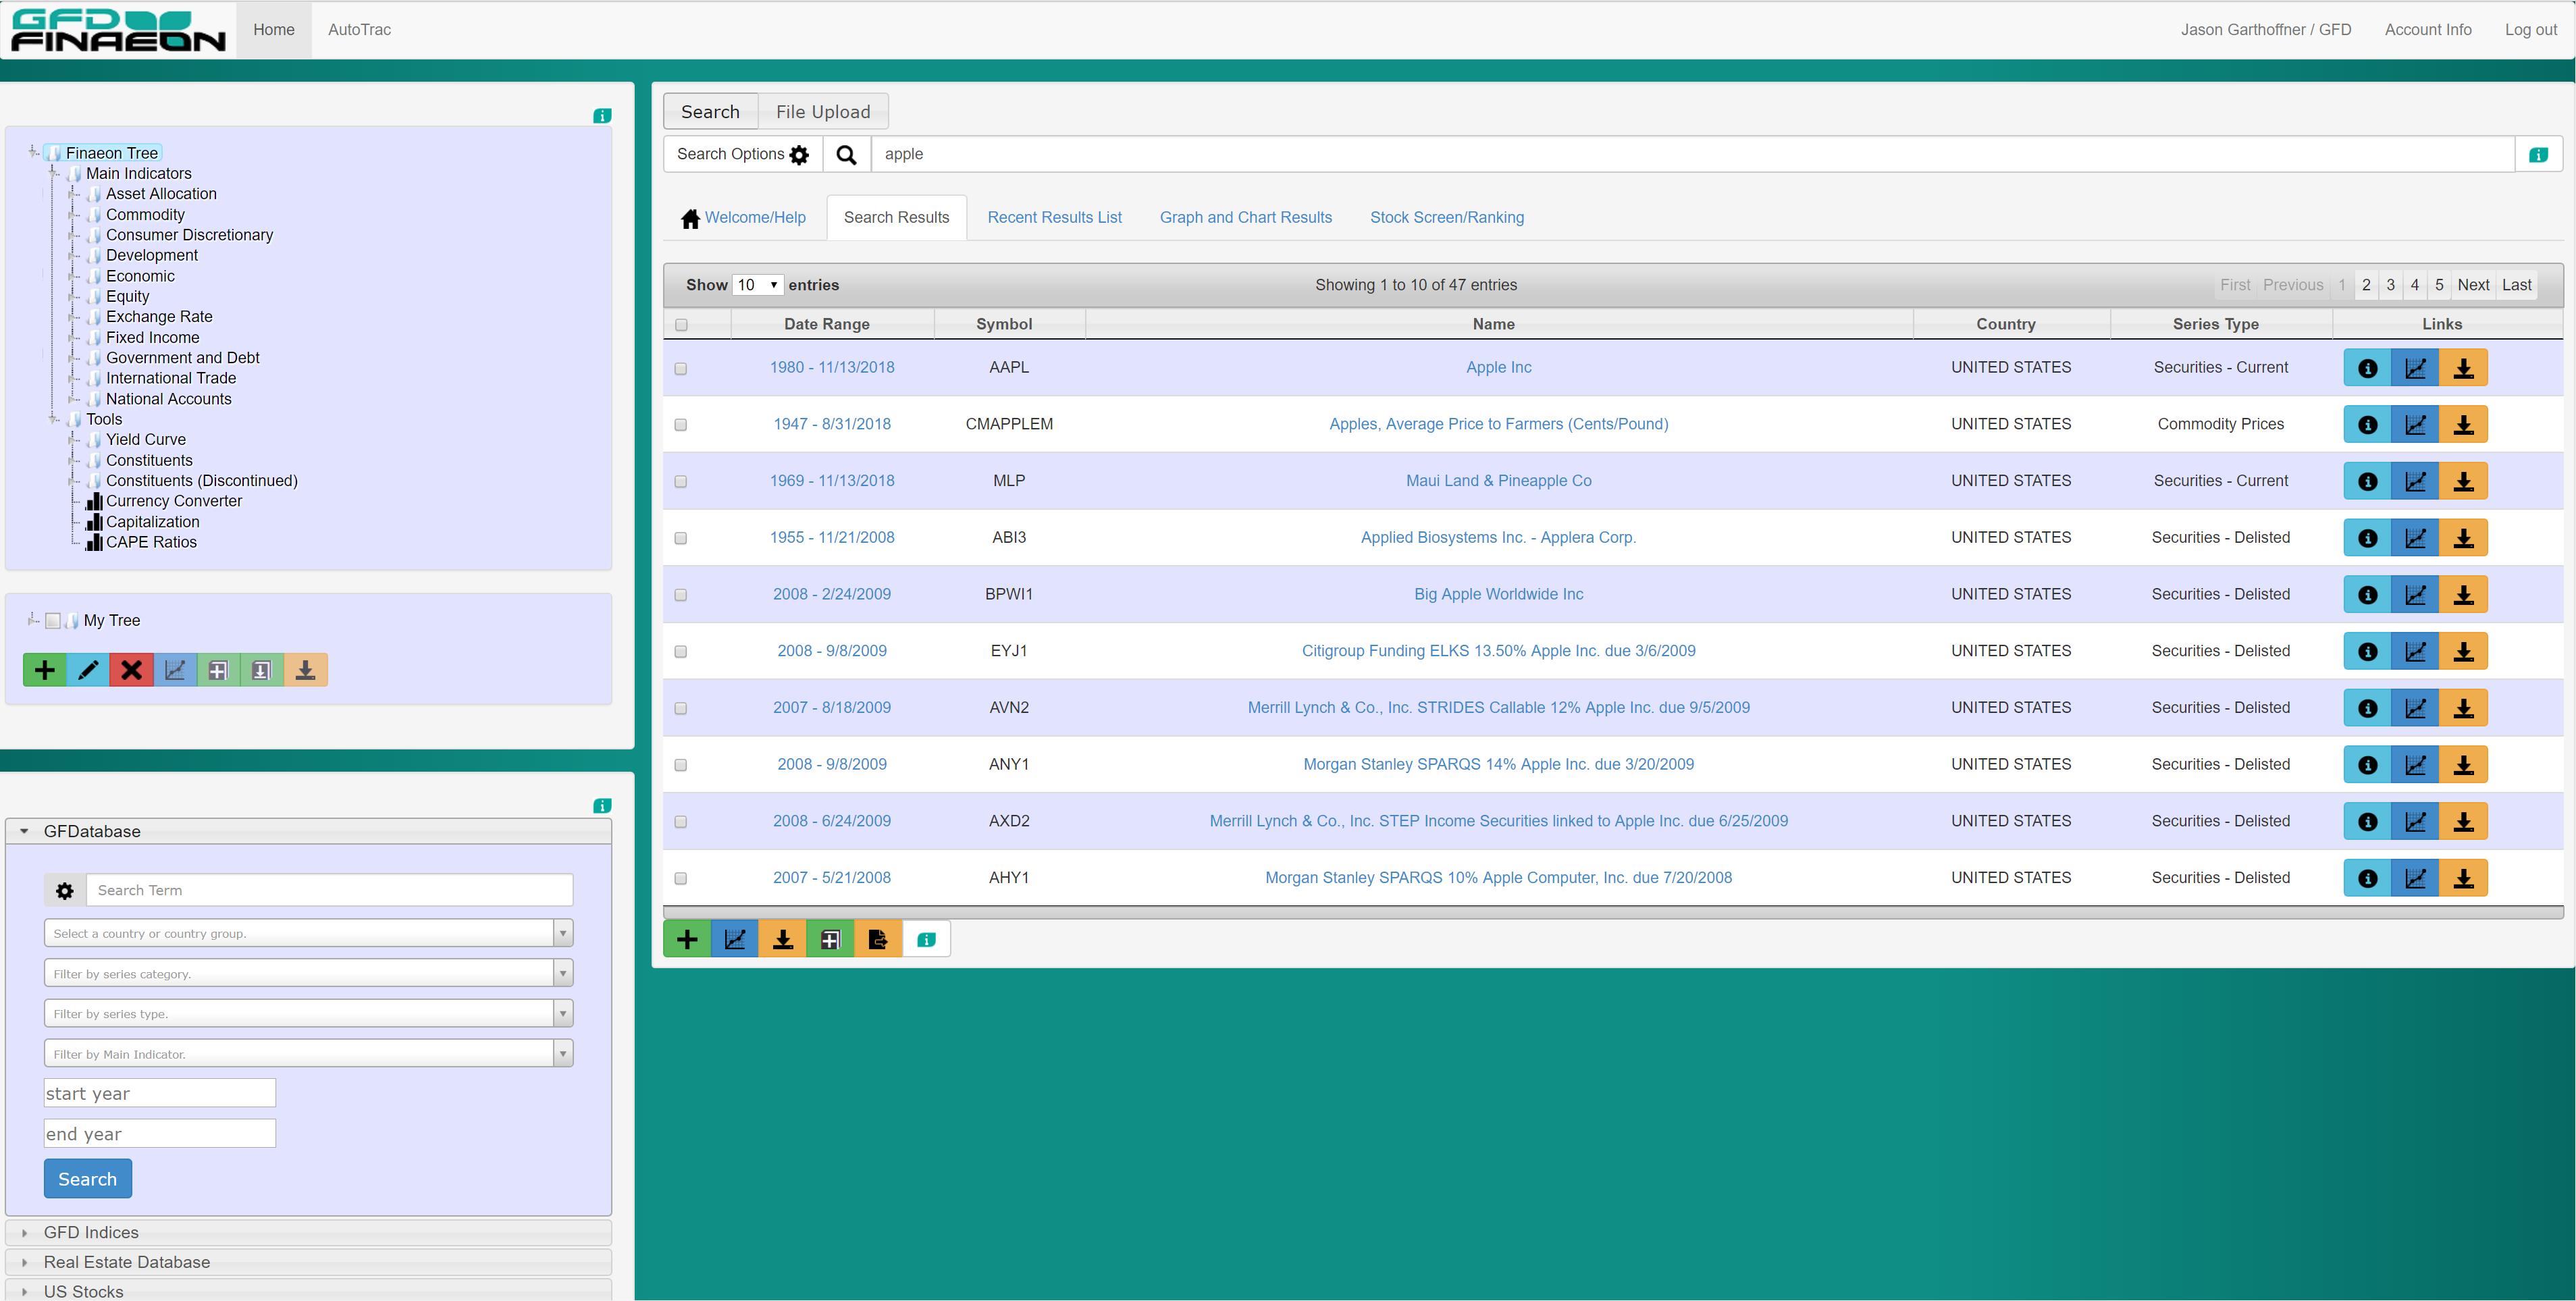 GFD
FINAEON
Home
AutoTrac
Jason Garthoffner / GFD
Account Info
Log out
Finaeon Tree
Main Indicators
Asset Allocation
Commodity
Consumer Discretionary
Development
Economic
Equity
Exchange Rate
Fixed Income
Government and Debt
International Trade
National Accounts
Tools
Yield Curve
Constituents
Constituents (Discontinued)
Currency Converter
Capitalization
CAPE Ratios
My Tree
GFDatabase
Search Term
Select a country or country group.
Filter by series category.
Filter by series type.
Filter by Main Indicator.
start year
end year
Search
GFD Indices
Real Estate Database
US Stocks
Search File Upload
Search Options apple
Welcome/Help Search Results Recent Results List Graph and Chart Results Stock Screen/Ranking
Show 10 entries Showing 1 to 10 of 47 entries First Previous 1 2 3 4 5 Next Last
Date Range Symbol Name Country Series Type Links
1980 - 11/13/2018 AAPL Apple Inc UNITED STATES Securities - Current
1947 - 8/31/2018 CMAPPLEM Apples, Average Price to Farmers (Cents/Pound) UNITED STATES Commodity Prices
1969 - 11/13/2018 MLP Maui Land & Pineapple Co UNITED STATES Securities - Current
1955 - 11/21/2008 ABI3 Applied Biosystems Inc. - Applera Corp. UNITED STATES Securities - Delisted
2008 - 2/24/2009 BPWI1 Big Apple Worldwide Inc UNITED STATES Securities - Delisted
2008 - 9/8/2009 EYJ1 Citigroup Funding ELKS 13.50% Apple Inc. due 3/6/2009 UNITED STATES Securities - Delisted
2007 - 8/18/2009 AVN2 Merrill Lynch & Co., Inc. STRIDES Callable 12% Apple Inc. due 9/5/2009 UNITED STATES Securities - Delisted
2008 - 9/8/2009 ANY1 Morgan Stanley SPARQS 14% Apple Inc. due 3/20/2009 UNITED STATES Securities - Delisted
2008 - 6/24/2009 AXD2 Merrill Lynch & Co., Inc. STEP Income Securities linked to Apple Inc. due 6/25/2009 UNITED STATES Securities - Delisted
2007 - 5/21/2008 AHY1 Morgan Stanley SPARQS 10% Apple Computer, Inc. due 7/20/2008 UNITED STATES Securities - Delisted